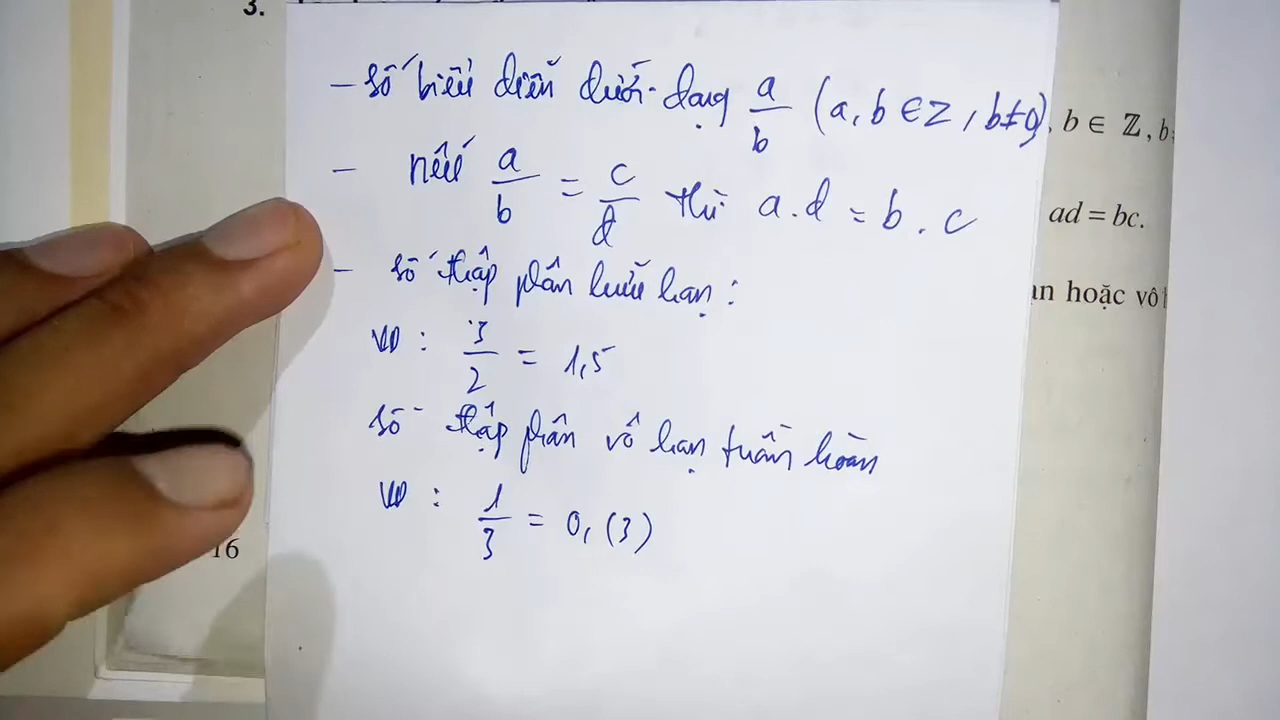 3.
- số biểu diễn dưới dạng a/b (a, b ∈ Z, b ≠ 0)
, b ∈ ℤ, b
- nếu a/b = c/d thì a.d = b.c
ad = bc.
- số thập phân hữu hạn:
ạn hoặc vô
VD: 3/2 = 1,5
số thập phân vô hạn tuần hoàn
VD: 1/3 = 0,(3)
16